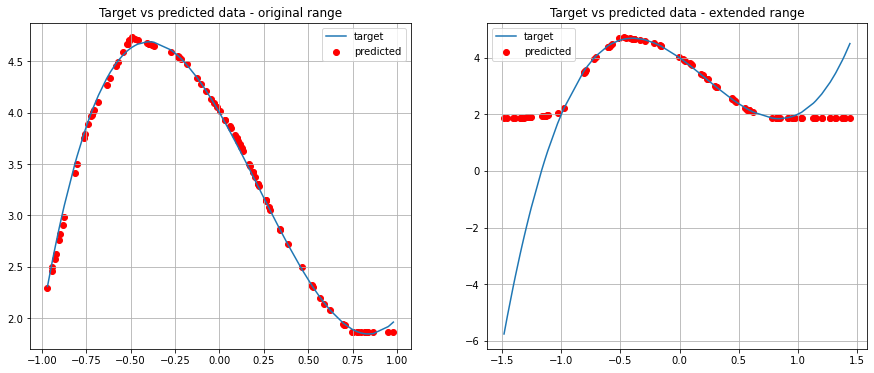 Target vs predicted data - original range
target
predicted
4.5
4.0
3.5
3.0
2.5
2.0
−1.00 −0.75 −0.50 −0.25 0.00 0.25 0.50 0.75 1.00
Target vs predicted data - extended range
target
predicted
4
2
0
−2
−4
−6
−1.5 −1.0 −0.5 0.0 0.5 1.0 1.5